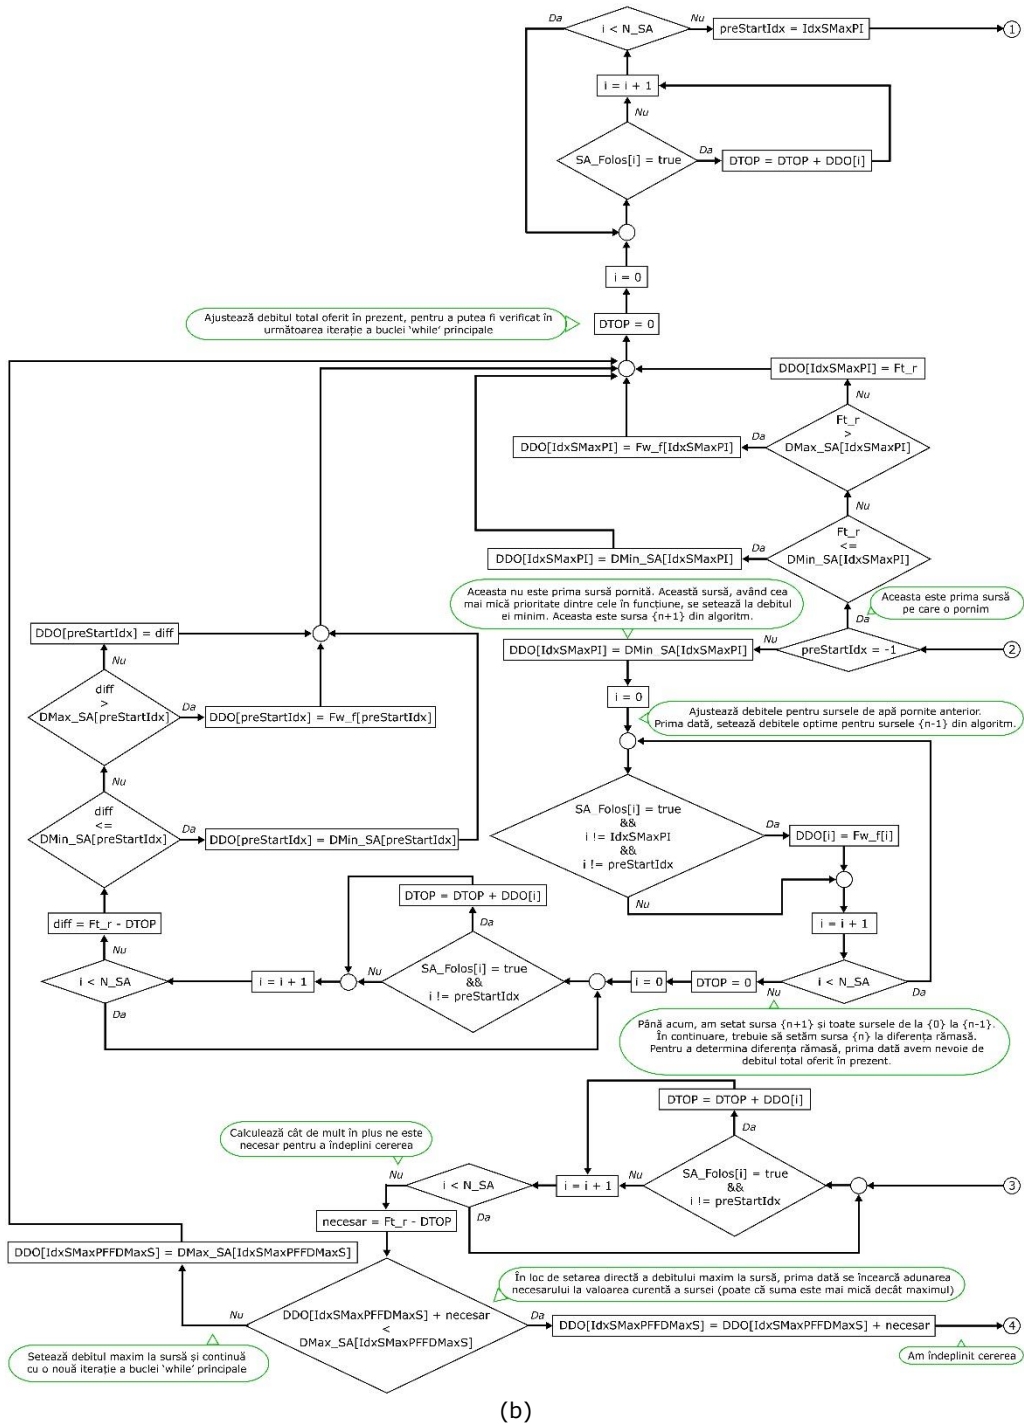 Da
i < N_SA
Nu
preStartIdx = IdxSMaxPI
1
i = i + 1
Nu
SA_Folos[i] = true
Da
DTOP = DTOP + DDO[i]
i = 0
Ajustează debitul total oferit în prezent, pentru a putea fi verificat în
următoarea iterație a buclei ‘while’ principale
DTOP = 0
DDO[IdxSMaxPI] = Ft_r
Nu
Ft_r
>
DMax_SA[IdxSMaxPI]
Da
DDO[IdxSMaxPI] = Fw_f[IdxSMaxPI]
Nu
Ft_r
<=
DMin_SA[IdxSMaxPI]
Da
DDO[IdxSMaxPI] = DMin_SA[IdxSMaxPI]
Aceasta nu este prima sursă pornită. Această sursă, având cea
mai mică prioritate dintre cele în funcțiune, se setează la debitul
ei minim. Aceasta este sursa {n+1} din algoritm.
Aceasta este prima sursă
pe care o pornim
Da
DDO[IdxSMaxPI] = DMin_SA[IdxSMaxPI]
Nu
preStartIdx = -1
2
DDO[preStartIdx] = diff
Nu
diff
>
DMax_SA[preStartIdx]
Da
DDO[preStartIdx] = Fw_f[preStartIdx]
i = 0
Ajustează debitele pentru sursele de apă pornite anterior.
Prima dată, setează debitele optime pentru sursele {n-1} din algoritm.
Nu
diff
<=
DMin_SA[preStartIdx]
Da
DDO[preStartIdx] = DMin_SA[preStartIdx]
SA_Folos[i] = true
&&
i != IdxSMaxPI
&&
i != preStartIdx
Da
DDO[i] = Fw_f[i]
Nu
i = i + 1
diff = Ft_r - DTOP
Nu
DTOP = DTOP + DDO[i]
Da
i < N_SA
Da
i = i + 1
Nu
SA_Folos[i] = true
&&
i != preStartIdx
i = 0
DTOP = 0
Nu
i < N_SA
Da
Până acum, am setat sursa {n+1} și toate sursele de la {0} la {n-1}.
În continuare, trebuie să setăm sursa {n} la diferența rămasă.
Pentru a determina diferența rămasă, prima dată avem nevoie de
debitul total oferit în prezent.
DTOP = DTOP + DDO[i]
Da
Calculează cât de mult în plus ne este
necesar pentru a îndeplini cererea
Nu
i < N_SA
Da
i = i + 1
Nu
SA_Folos[i] = true
&&
i != preStartIdx
3
necesar = Ft_r - DTOP
DDO[IdxSMaxPFFDMaxS] = DMax_SA[IdxSMaxPFFDMaxS]
În loc de setarea directă a debitului maxim la sursă, prima dată se încearcă adunarea
necesarului la valoarea curentă a sursei (poate că suma este mai mică decât maximul)
Nu
DDO[IdxSMaxPFFDMaxS] + necesar
<
DMax_SA[IdxSMaxPFFDMaxS]
Da
DDO[IdxSMaxPFFDMaxS] = DDO[IdxSMaxPFFDMaxS] + necesar
4
Setează debitul maxim la sursă și continuă
cu o nouă iterație a buclei ‘while’ principale
Am îndeplinit cererea
(b)